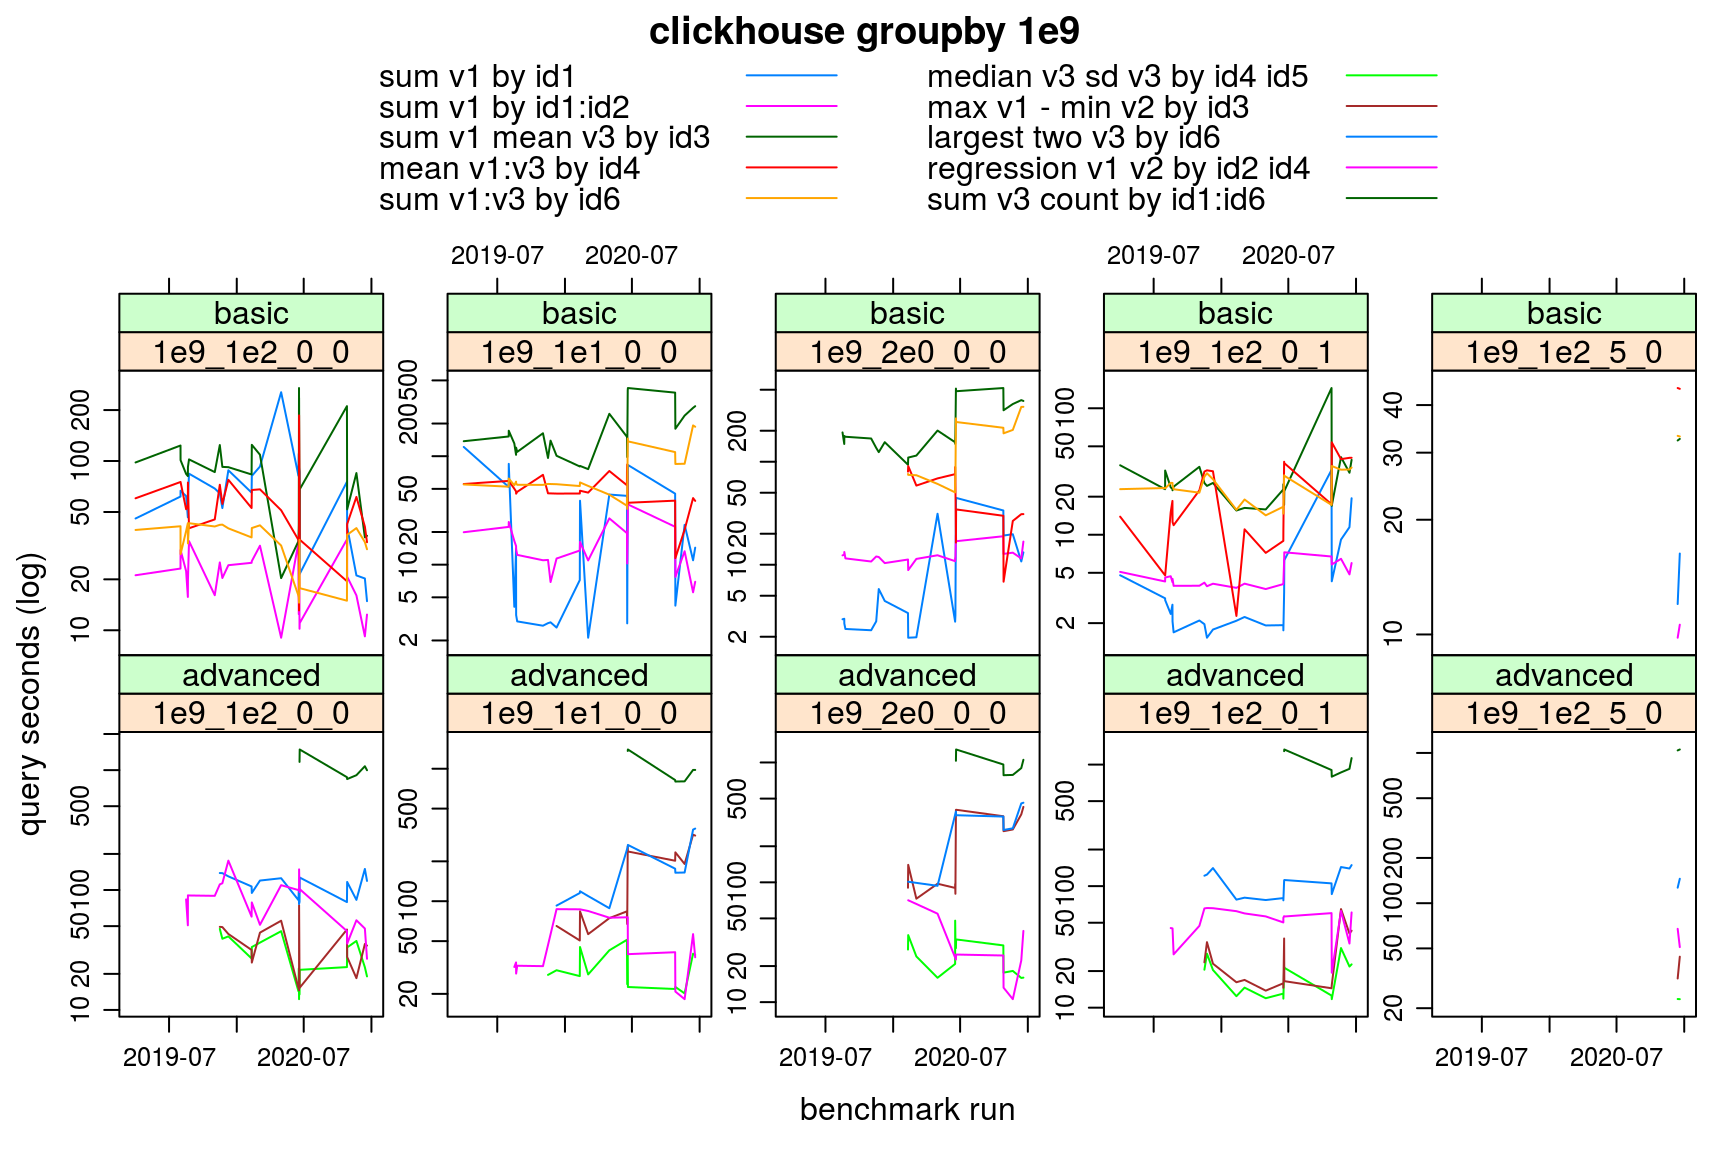 clickhouse groupby 1e9
sum v1 by id1
sum v1 by id1:id2
sum v1 mean v3 by id3
mean v1:v3 by id4
sum v1:v3 by id6
median v3 sd v3 by id4 id5
max v1 - min v2 by id3
largest two v3 by id6
regression v1 v2 by id2 id4
sum v3 count by id1:id6
2019-07 2020-07 2019-07 2020-07
basic basic basic basic basic
1e9_1e2_0_0 1e9_1e1_0_0 1e9_2e0_0_0 1e9_1e2_0_1 1e9_1e2_5_0
10 20 50 100 200
2 5 10 20 50 200 500
2 5 10 20 50 200
2 5 10 20 50 100
10 20 30 40
advanced advanced advanced advanced advanced
1e9_1e2_0_0 1e9_1e1_0_0 1e9_2e0_0_0 1e9_1e2_0_1 1e9_1e2_5_0
10 20 50 100 500
20 50 100 500
10 20 50 100 500
10 20 50 100 500
20 50 100 200 500
2019-07 2020-07 2019-07 2020-07 2019-07 2020-07
query seconds (log)
benchmark run